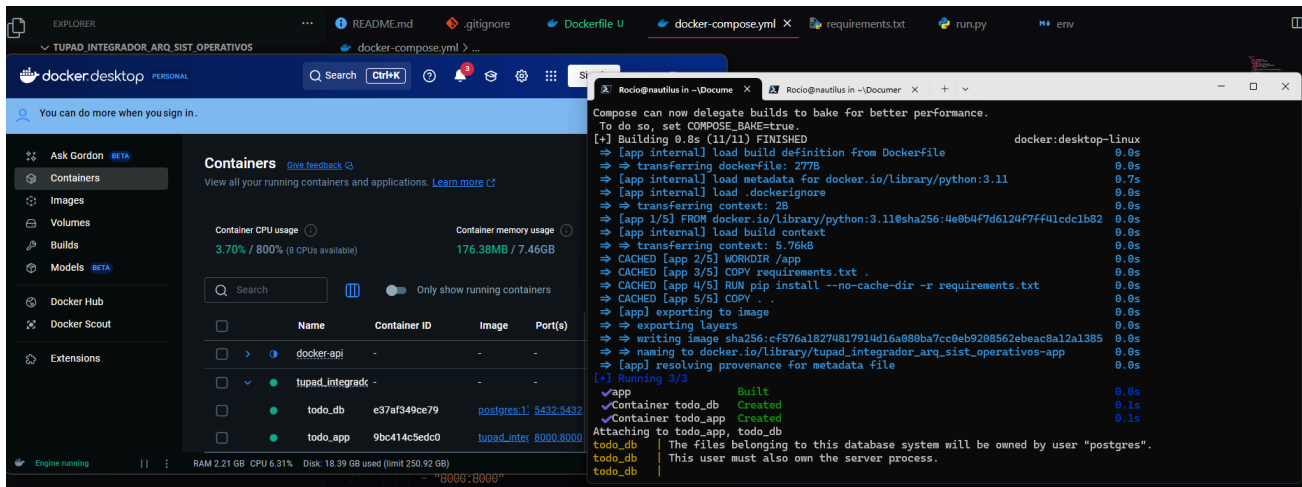 EXPLORER
README.md
.gitignore
Dockerfile U
docker-compose.yml
requirements.txt
run.py
env
TUPAD_INTEGRADOR_ARQ_SIST_OPERATIVOS
docker-compose.yml > ...
docker.desktop PERSONAL
Search Ctrl+K
3
You can do more when you sign in.
Ask Gordon BETA
Containers
Images
Volumes
Builds
Models BETA
Docker Hub
Docker Scout
Extensions
Containers Give feedback
View all your running containers and applications. Learn more
Container CPU usage
3.70% / 800% (8 CPUs available)
Container memory usage
176.38MB / 7.46GB
Search
Only show running containers
Name Container ID Image Port(s)
docker-api - - -
tupad_integradc - - -
todo_db e37af349ce79 postgres:1 5432:5432
todo_app 9bc414c5edc0 tupad_integ 8000:8000
Engine running
RAM 2.21 GB CPU 6.31% Disk: 18.39 GB used (limit 250.92 GB)
- "8000:8000"
Rocio@nautilus in ~\Docume
Rocio@nautilus in ~\Documer
Compose can now delegate builds to bake for better performance.
To do so, set COMPOSE_BAKE=true.
[+] Building 0.8s (11/11) FINISHED docker:desktop-linux
=> [app internal] load build definition from Dockerfile 0.0s
=> => transferring dockerfile: 277B 0.0s
=> [app internal] load metadata for docker.io/library/python:3.11 0.7s
=> [app internal] load .dockerignore 0.0s
=> => transferring context: 2B 0.0s
=> [app 1/5] FROM docker.io/library/python:3.11@sha256:4e0b4f7d6124f7ff41cdc1b82 0.0s
=> [app internal] load build context 0.0s
=> => transferring context: 5.76kB 0.0s
=> CACHED [app 2/5] WORKDIR /app 0.0s
=> CACHED [app 3/5] COPY requirements.txt . 0.0s
=> CACHED [app 4/5] RUN pip install --no-cache-dir -r requirements.txt 0.0s
=> CACHED [app 5/5] COPY . . 0.0s
=> [app] exporting to image 0.0s
=> => exporting layers 0.0s
=> => writing image sha256:cf576a18274817914d16a080ba7cc0eb9208562ebeac8a12a1385 0.0s
=> => naming to docker.io/library/tupad_integrador_arq_sist_operativos-app 0.0s
=> [app] resolving provenance for metadata file 0.0s
[+] Running 3/3
✔app Built 0.0s
✔Container todo_db Created 0.1s
✔Container todo_app Created 0.1s
Attaching to todo_app, todo_db
todo_db | The files belonging to this database system will be owned by user "postgres".
todo_db | This user must also own the server process.
todo_db |